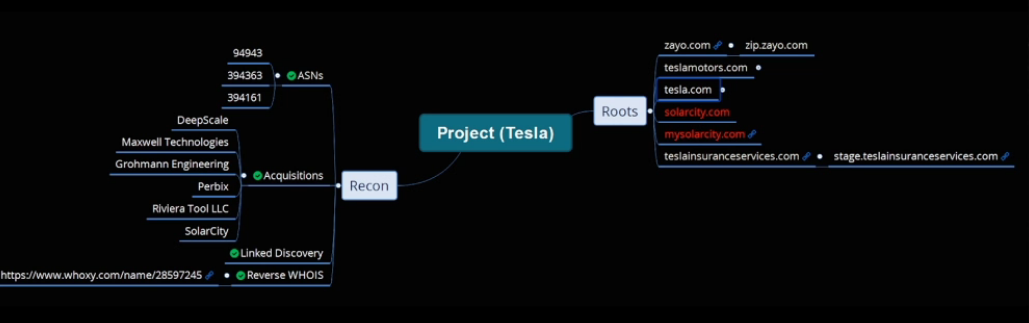 94943
394363
394161
ASNs
DeepScale
Maxwell Technologies
Grohmann Engineering
Perbix
Riviera Tool LLC
SolarCity
Acquisitions
Linked Discovery
https://www.whoxy.com/name/28597245
Reverse WHOIS
Recon
Project (Tesla)
Roots
zayo.com
zip.zayo.com
teslamotors.com
tesla.com
solarcity.com
mysolarcity.com
teslainsuranceservices.com
stage.teslainsuranceservices.com